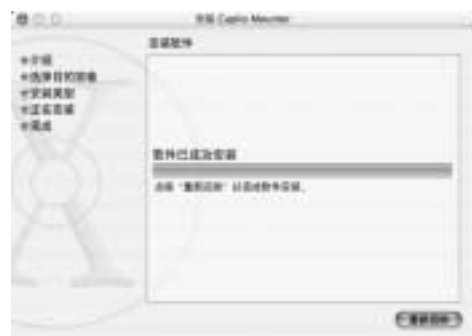 安装 Caplio Mounter
安装软件
介绍
选择目的宗卷
安装类型
正在安装
完成
软件已成功安装
点按“重新启动”以完成软件安装。
重新启动